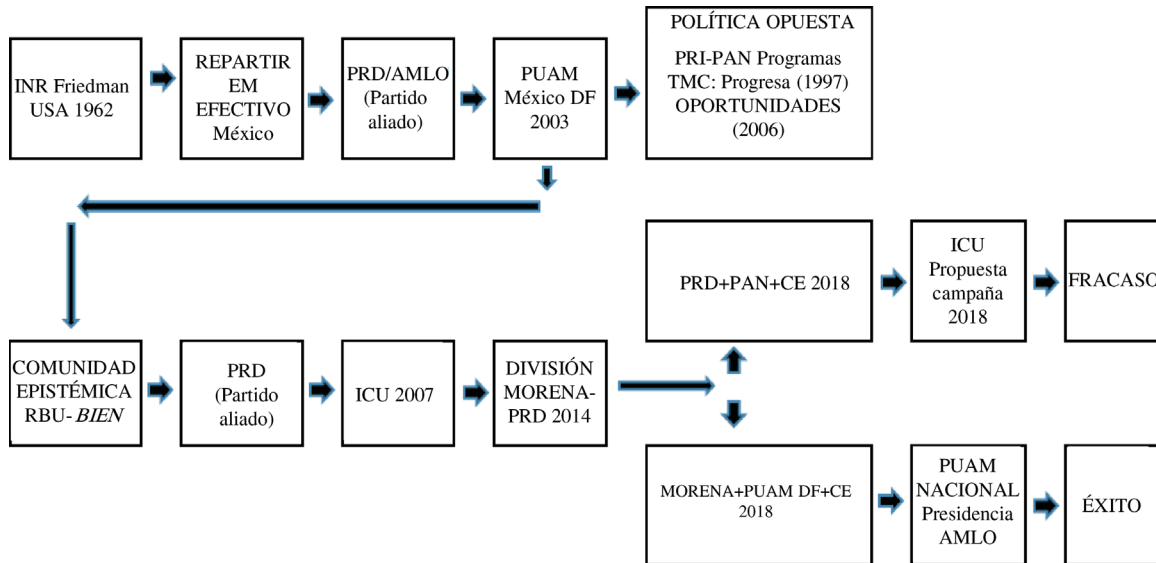 INR Friedman
USA 1962
REPARTIR
EM
EFECTIVO
México
PRD/AMLO
(Partido
aliado)
PUAM
México DF
2003
POLÍTICA OPUESTA
PRI-PAN Programas
TMC: Progresa (1997)
OPORTUNIDADES
(2006)
COMUNIDAD
EPISTÉMICA
RBU- BIEN
PRD
(Partido
aliado)
ICU 2007
DIVISIÓN
MORENA-
PRD 2014
PRD+PAN+CE 2018
ICU
Propuesta
campaña
2018
FRACASO
MORENA+PUAM DF+CE
2018
PUAM
NACIONAL
Presidencia
AMLO
ÉXITO